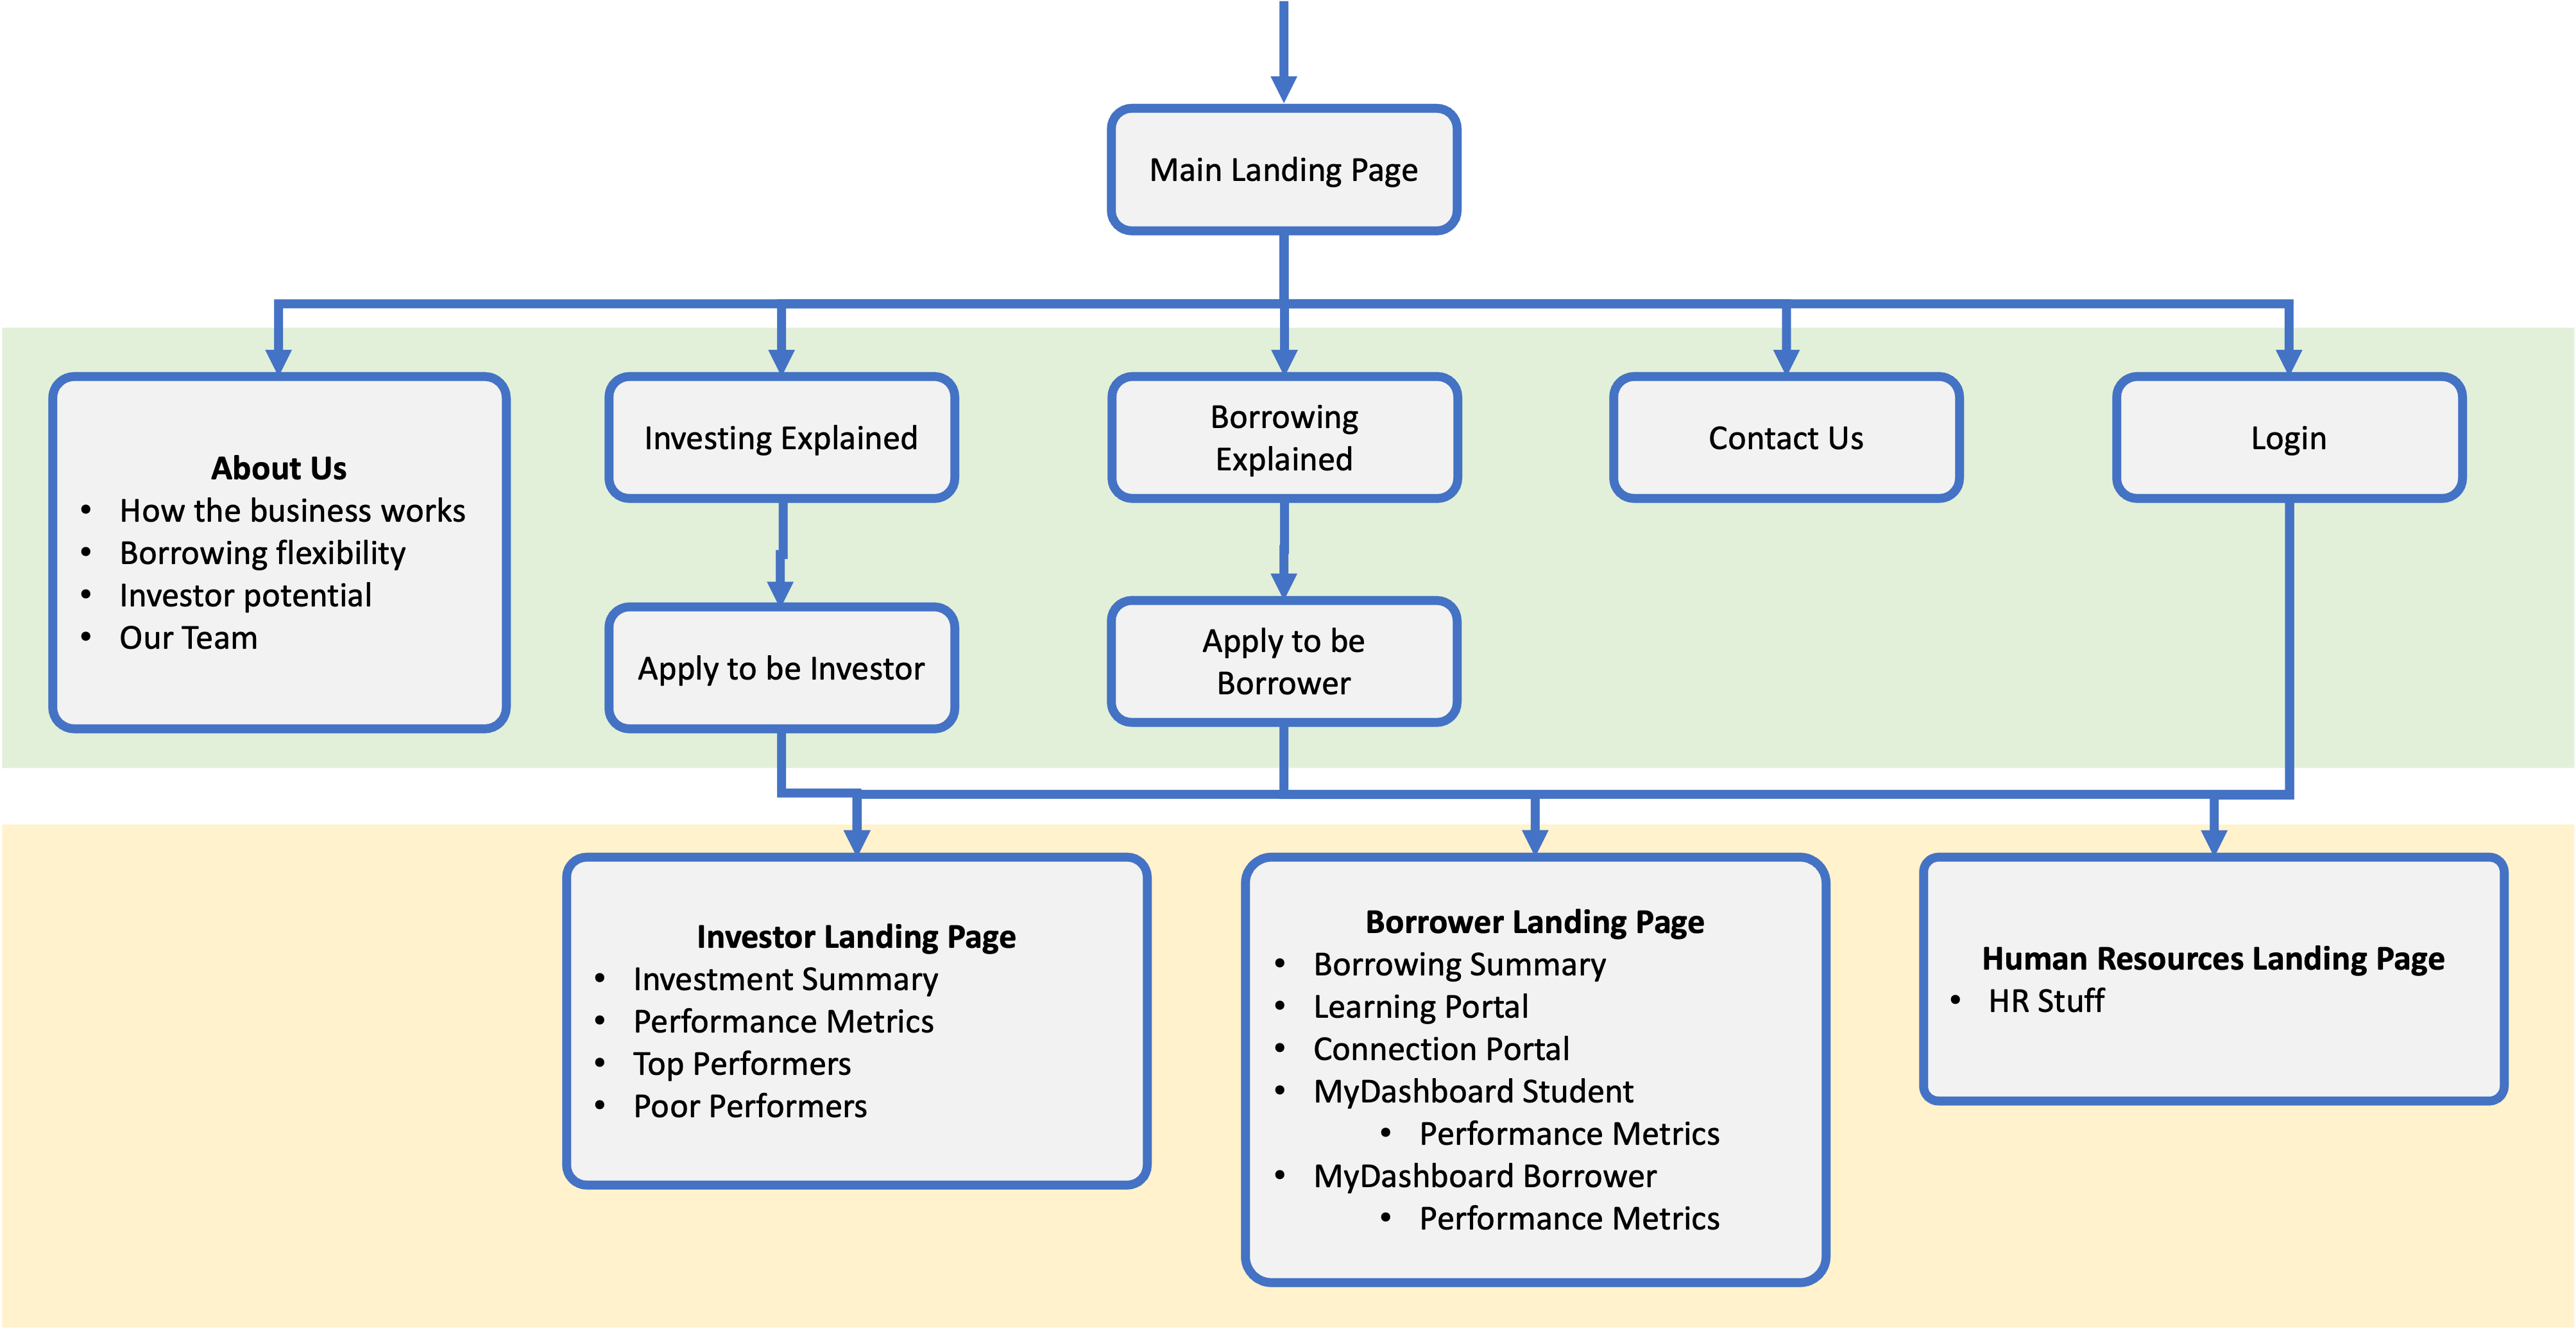 Main Landing Page
About Us
• How the business works
• Borrowing flexibility
• Investor potential
• Our Team
Investing Explained
Borrowing
Explained
Contact Us
Login
Apply to be Investor
Apply to be
Borrower
Investor Landing Page
• Investment Summary
• Performance Metrics
• Top Performers
• Poor Performers
Borrower Landing Page
• Borrowing Summary
• Learning Portal
• Connection Portal
• MyDashboard Student
• Performance Metrics
• MyDashboard Borrower
• Performance Metrics
Human Resources Landing Page
• HR Stuff